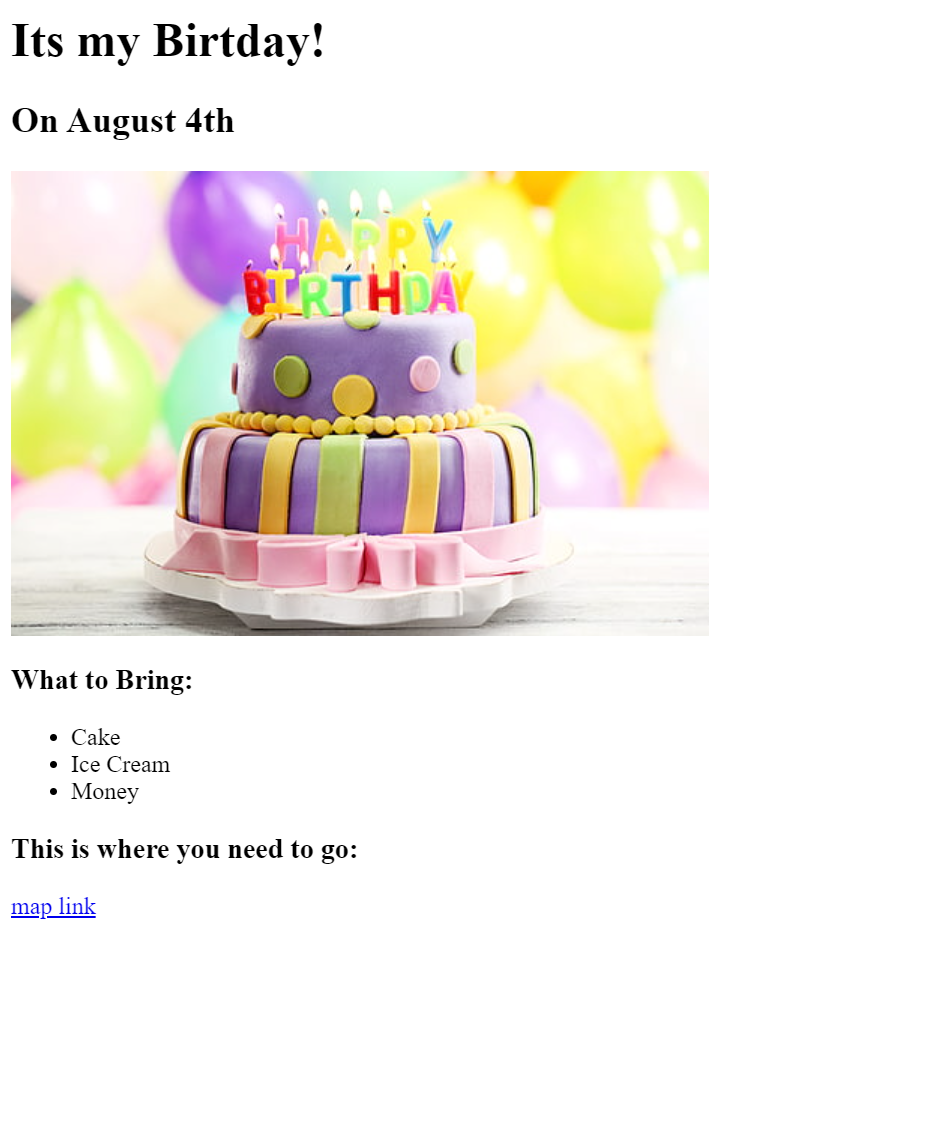 Its my Birtday!
On August 4th
HAPPY
BIRTHDAY
What to Bring:
Cake
Ice Cream
Money
This is where you need to go:
map link